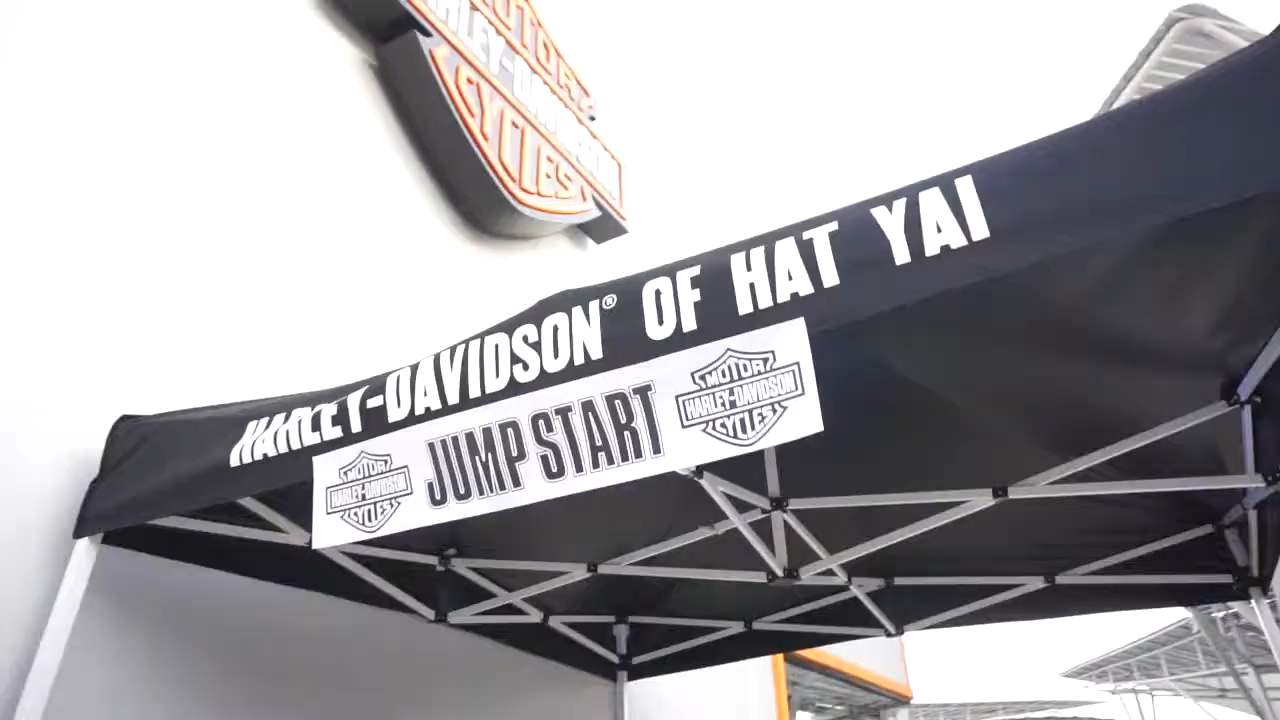 MOTOR
HARLEY-DAVIDSON
CYCLES
HARLEY-DAVIDSON® OF HAT YAI
MOTOR
HARLEY-DAVIDSON
CYCLES
JUMP START
MOTOR
HARLEY-DAVIDSON
CYCLES